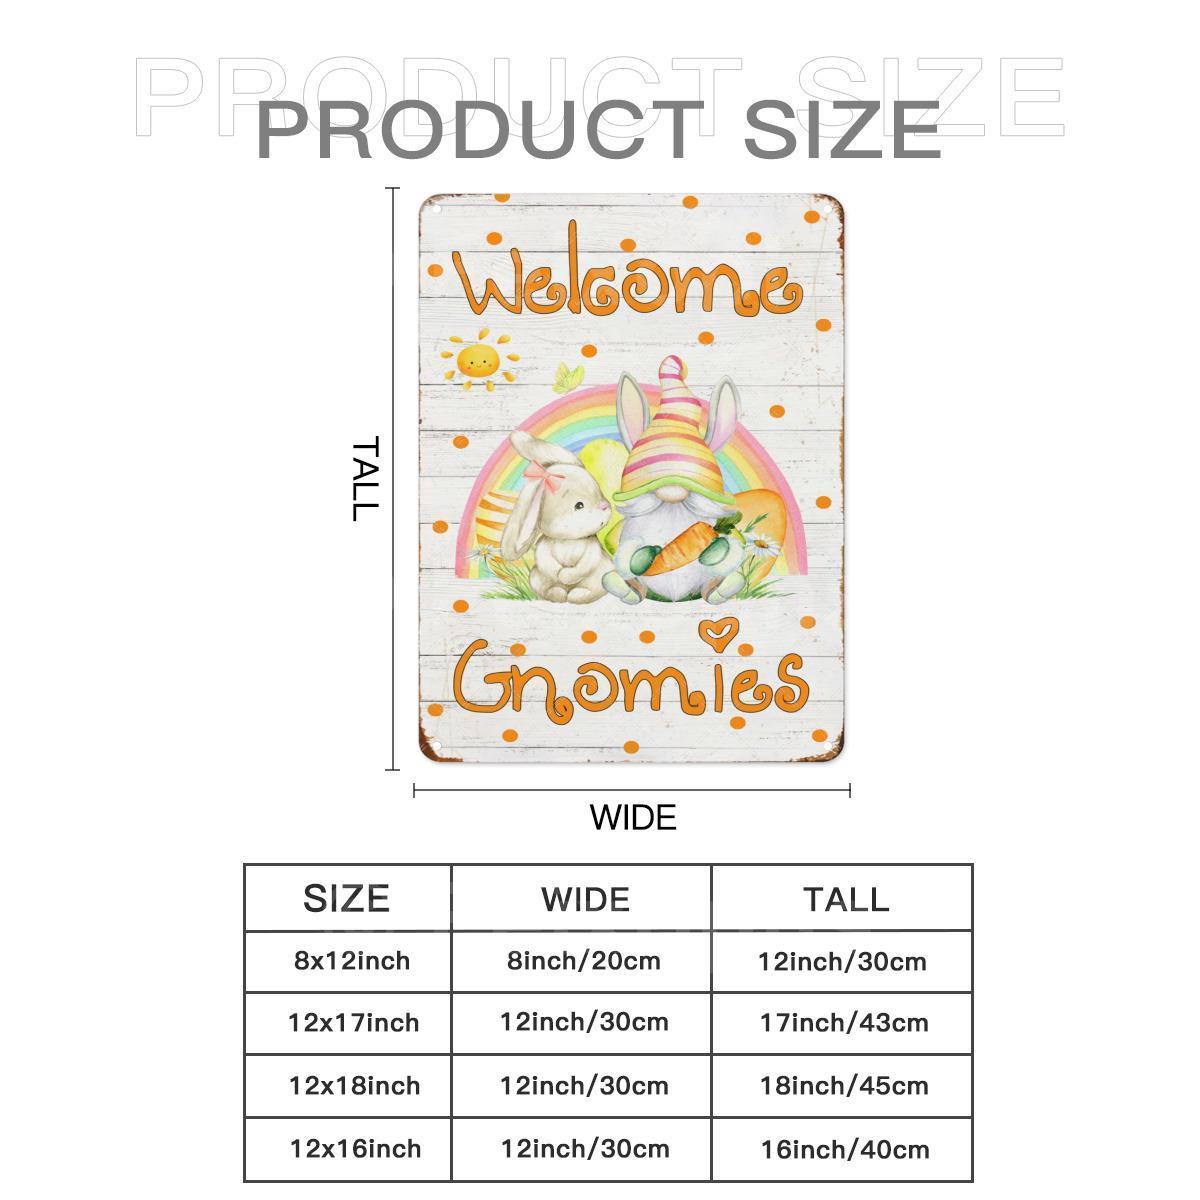 PRODUCT SIZE
PRODUCT SIZE
Welcome
TALL
Gnomies
WIDE
SIZE WIDE TALL
8x12inch 8inch/20cm 12inch/30cm
12x17inch 12inch/30cm 17inch/43cm
12x18inch 12inch/30cm 18inch/45cm
12x16inch 12inch/30cm 16inch/40cm